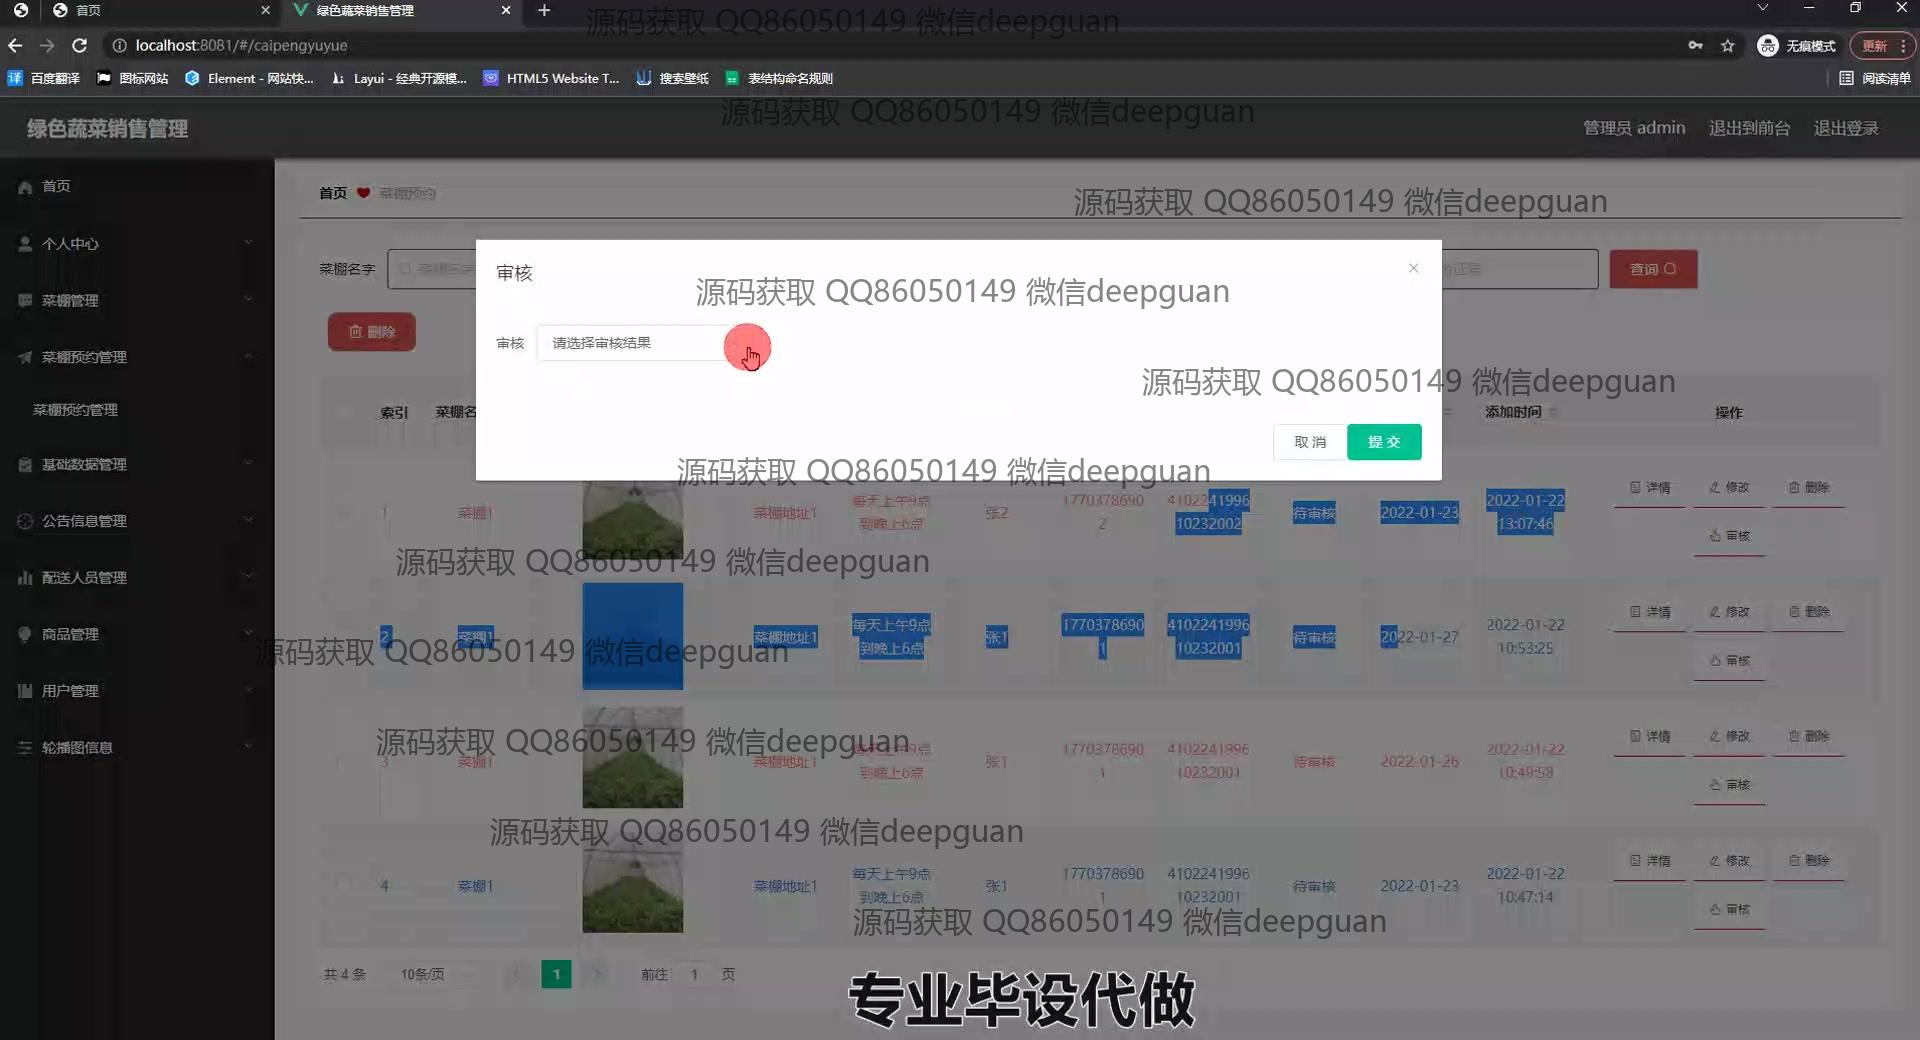 首页
绿色蔬菜销售管理
localhost:8081/#/caipengyuyue
无痕模式
更新
百度翻译
图标网站
Element - 网站快...
Layui - 经典开源模...
HTML5 Website T...
搜索壁纸
表结构命名规则
阅读清单
源码获取 QQ86050149 微信deepguan
源码获取 QQ86050149 微信deepguan
绿色蔬菜销售管理
管理员 admin
退出到前台
退出登录
首页
个人中心
菜棚管理
菜棚预约管理
菜棚预约管理
基础数据管理
公告信息管理
配送人员管理
商品管理
用户管理
轮播图信息
首页
菜棚预约
源码获取 QQ86050149 微信deepguan
菜棚名字
查询
删除
审核
源码获取 QQ86050149 微信deepguan
审核
请选择审核结果
源码获取 QQ86050149 微信deepguan
取消
提交
源码获取 QQ86050149 微信deepguan
索引
菜棚名
添加时间
操作
1 菜棚1 菜棚地址1 每天上午9点到晚上6点 张2 17703786902 410224199610232002 待审核 2022-01-23 2022-01-22 13:07:46 详情 修改 删除 审核
源码获取 QQ86050149 微信deepguan
2 菜棚1 菜棚地址1 每天上午9点到晚上6点 张1 17703786901 410224199610232001 待审核 2022-01-27 2022-01-22 10:53:25 详情 修改 删除 审核
源码获取 QQ86050149 微信deepguan
3 菜棚1 菜棚地址1 每天上午9点到晚上6点 张1 17703786901 410224199610232001 待审核 2022-01-26 2022-01-22 10:49:58 详情 修改 删除 审核
源码获取 QQ86050149 微信deepguan
源码获取 QQ86050149 微信deepguan
4 菜棚1 菜棚地址1 每天上午9点到晚上6点 张1 17703786901 410224199610232001 待审核 2022-01-23 2022-01-22 10:47:14 详情 修改 删除 审核
源码获取 QQ86050149 微信deepguan
共 4 条
10条/页
1
前往 1 页
专业毕设代做